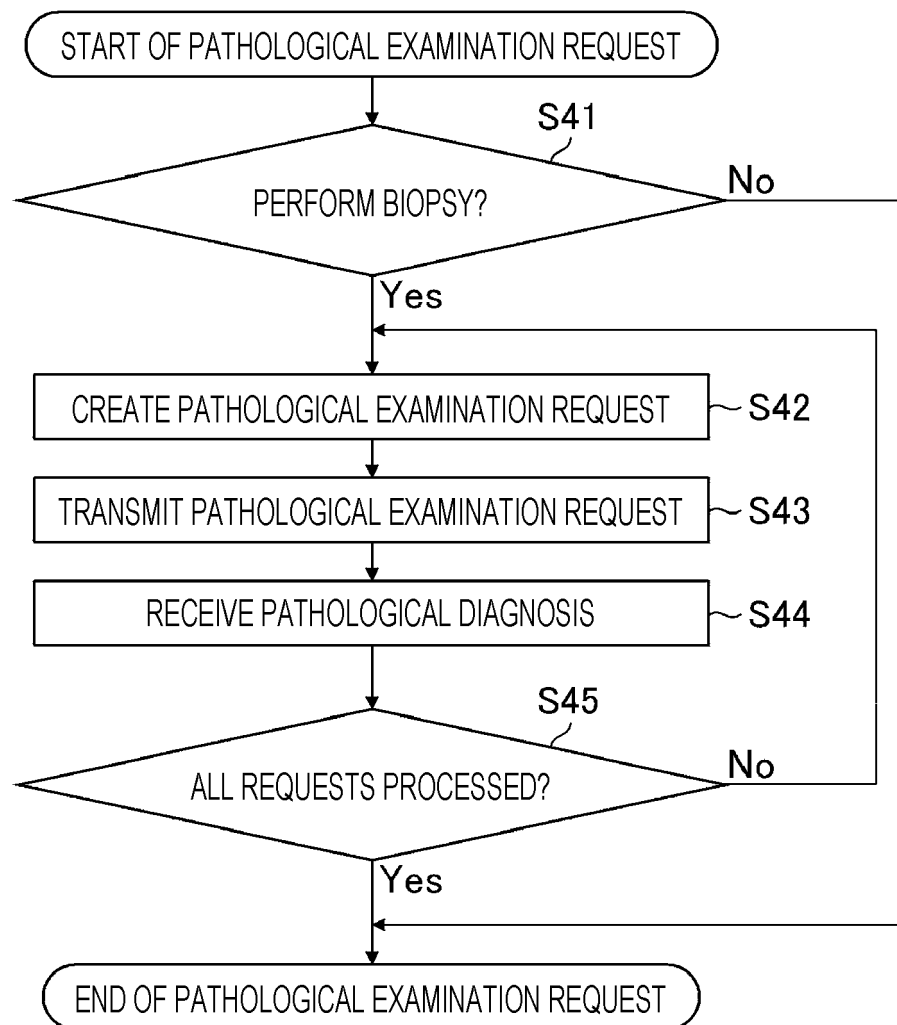 START OF PATHOLOGICAL EXAMINATION REQUEST
S41
PERFORM BIOPSY?
No
Yes
CREATE PATHOLOGICAL EXAMINATION REQUEST
S42
TRANSMIT PATHOLOGICAL EXAMINATION REQUEST
S43
RECEIVE PATHOLOGICAL DIAGNOSIS
S44
S45
ALL REQUESTS PROCESSED?
No
Yes
END OF PATHOLOGICAL EXAMINATION REQUEST